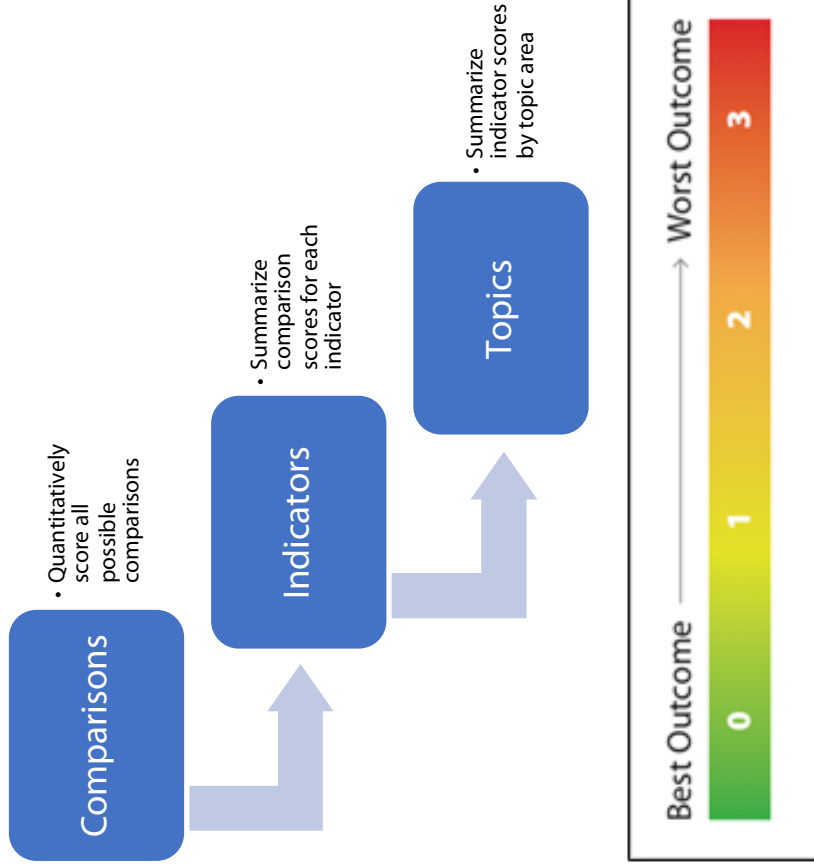 Comparisons
• Quantitatively
score all
possible
comparisons
Indicators
• Summarize
comparison
scores for each
indicator
Topics
• Summarize
indicator scores
by topic area
Best Outcome
Worst Outcome
0 1 2 3